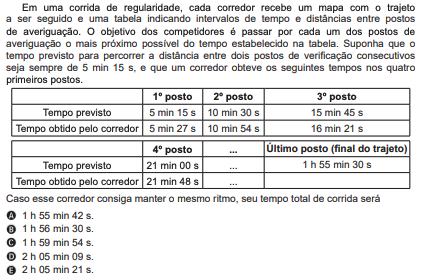 Em uma corrida de regularidade, cada corredor recebe um mapa com o trajeto
a ser seguido e uma tabela indicando intervalos de tempo e distâncias entre postos
de averiguação. O objetivo dos competidores é passar por cada um dos postos de
averiguação o mais próximo possível do tempo estabelecido na tabela. Suponha que o
tempo previsto para percorrer a distância entre dois postos de verificação consecutivos
seja sempre de 5 min 15 s, e que um corredor obteve os seguintes tempos nos quatro
primeiros postos.
1º posto 2º posto 3º posto
Tempo previsto 5 min 15 s 10 min 30 s 15 min 45 s
Tempo obtido pelo corredor 5 min 27 s 10 min 54 s 16 min 21 s
4º posto ... Último posto (final do trajeto)
Tempo previsto 21 min 00 s ... 1 h 55 min 30 s
Tempo obtido pelo corredor 21 min 48 s ...
Caso esse corredor consiga manter o mesmo ritmo, seu tempo total de corrida será
A 1 h 55 min 42 s.
B 1 h 56 min 30 s.
C 1 h 59 min 54 s.
D 2 h 05 min 09 s.
E 2 h 05 min 21 s.